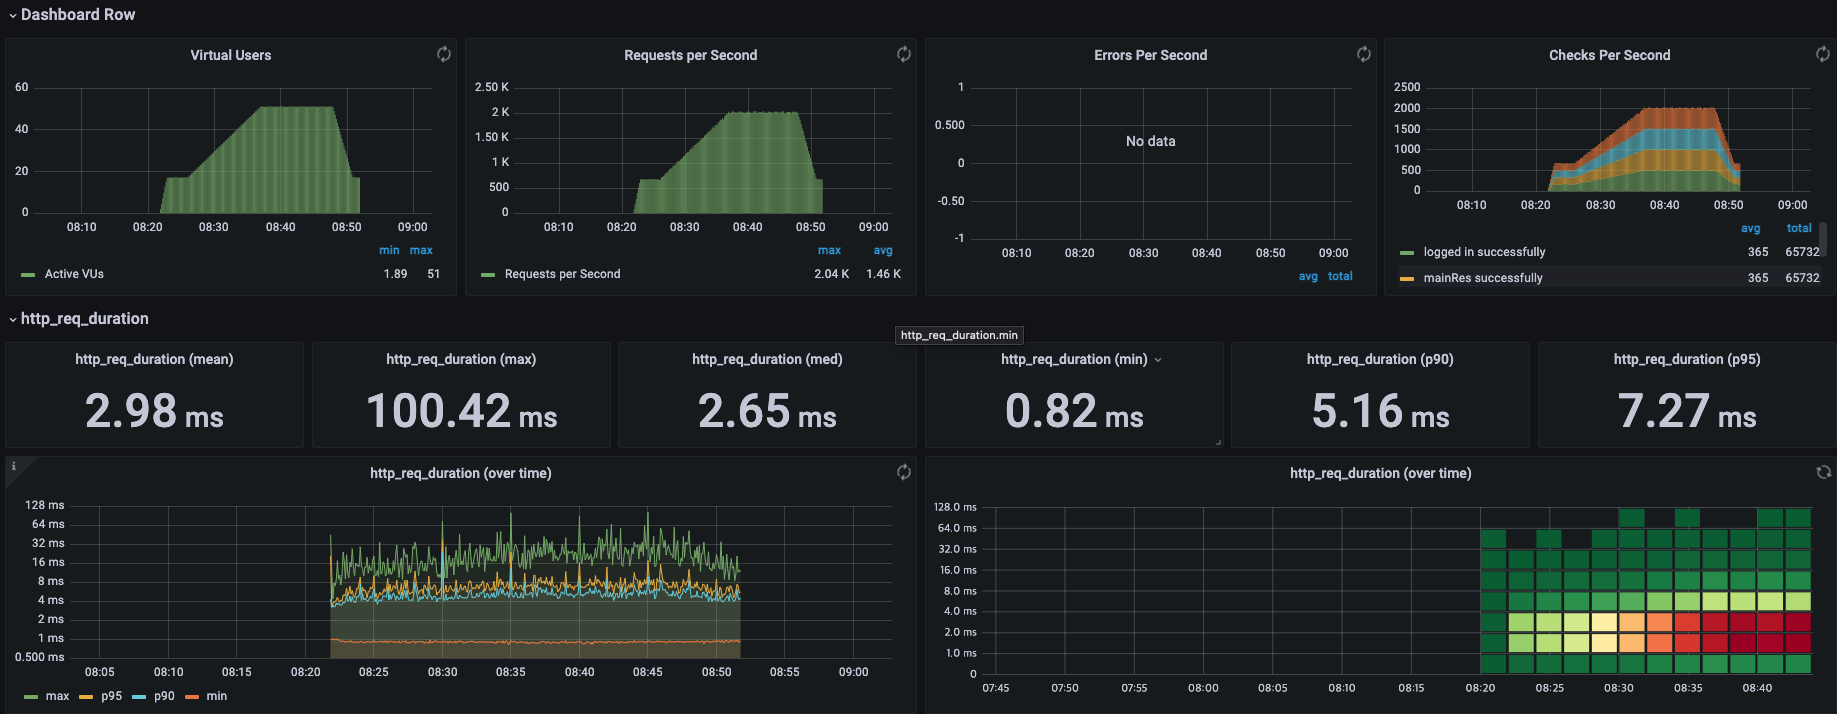 Dashboard Row
Virtual Users
60
40
20
0
08:10 08:20 08:30 08:40 08:50 09:00
min max
Active VUs 1.89 51
Requests per Second
2.50 K
2 K
1.50 K
1 K
500
0
08:10 08:20 08:30 08:40 08:50 09:00
max avg
Requests per Second 2.04 K 1.46 K
Errors Per Second
1
0.500
0
-0.50
-1
No data
08:10 08:20 08:30 08:40 08:50 09:00
avg total
Checks Per Second
2500
2000
1500
1000
500
0
08:10 08:20 08:30 08:40 08:50 09:00
avg total
logged in successfully 365 65732
mainRes successfully 365 65732
http_req_duration
http_req_duration.min
http_req_duration (mean)
2.98 ms
http_req_duration (max)
100.42 ms
http_req_duration (med)
2.65 ms
http_req_duration (min)
0.82 ms
http_req_duration (p90)
5.16 ms
http_req_duration (p95)
7.27 ms
i
http_req_duration (over time)
128 ms
64 ms
32 ms
16 ms
8 ms
4 ms
2 ms
1 ms
0.500 ms
08:05 08:10 08:15 08:20 08:25 08:30 08:35 08:40 08:45 08:50 08:55 09:00
max p95 p90 min
http_req_duration (over time)
128.0 ms
64.0 ms
32.0 ms
16.0 ms
8.0 ms
4.0 ms
2.0 ms
1.0 ms
0
07:45 07:50 07:55 08:00 08:05 08:10 08:15 08:20 08:25 08:30 08:35 08:40